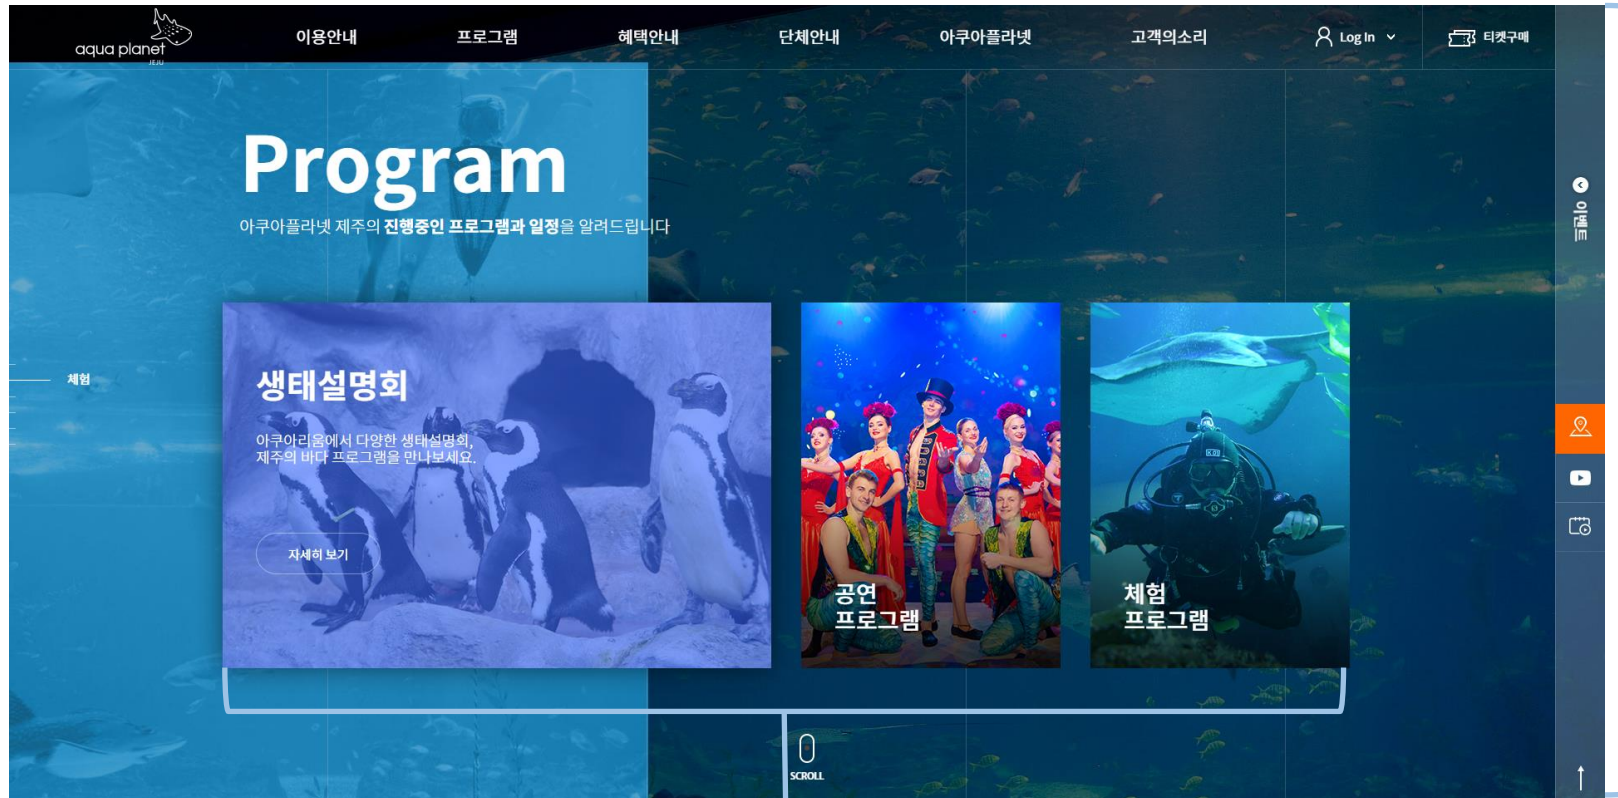 aqua planet
JEJU
이용안내
프로그램
혜택안내
단체안내
아쿠아플라넷
고객의소리
Log In
티켓구매
Program
아쿠아플라넷 제주의 진행중인 프로그램과 일정을 알려드립니다
이벤트
체험
생태설명회
아쿠아리움에서 다양한 생태설명회,
제주의 바다 프로그램을 만나보세요.
자세히 보기
공연
프로그램
체험
프로그램
SCROLL